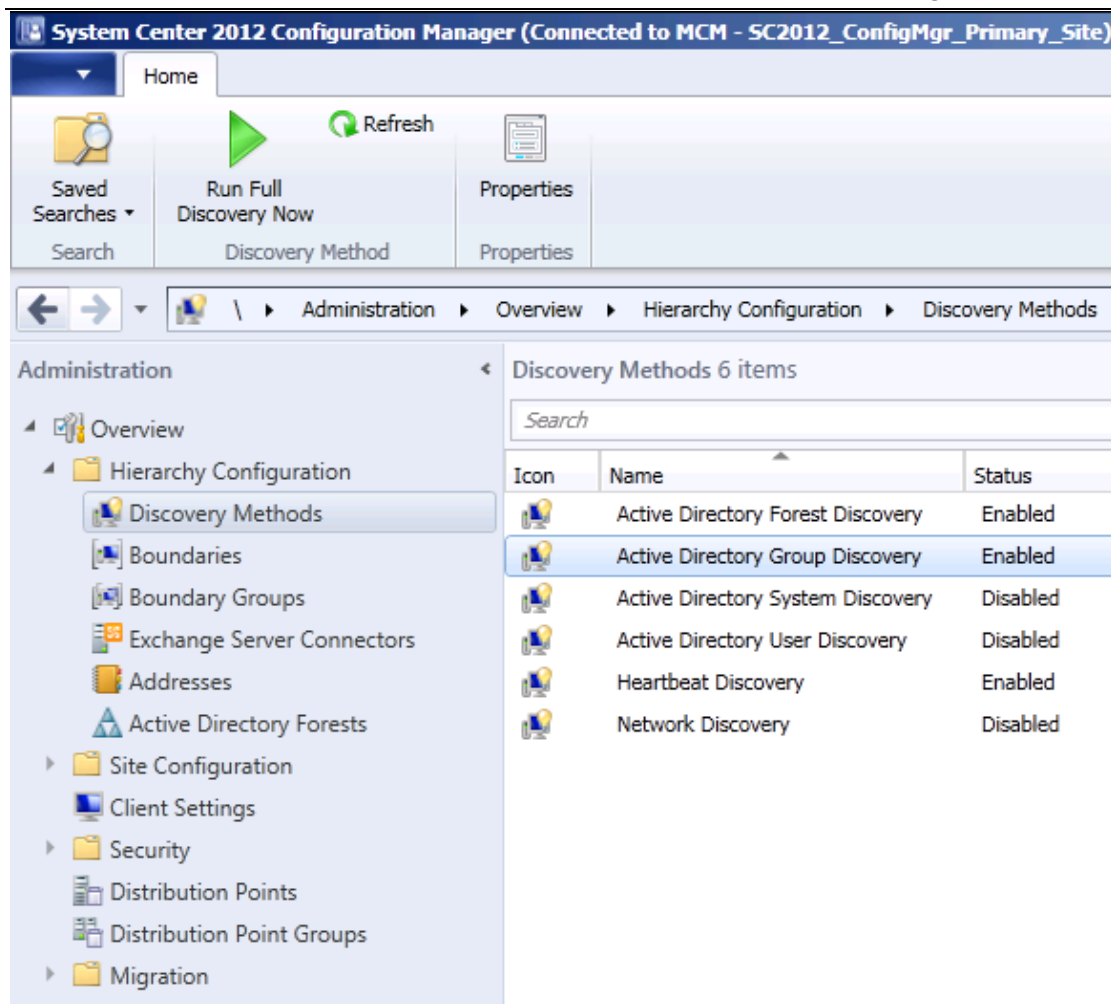 System Center 2012 Configuration Manager (Connected to MCM - SC2012_ConfigMgr_Primary_Site)
Home
Refresh
Saved Searches
Run Full Discovery Now
Properties
Search
Discovery Method
Properties
\ Administration Overview Hierarchy Configuration Discovery Methods
Administration
Overview
Hierarchy Configuration
Discovery Methods
Boundaries
Boundary Groups
Exchange Server Connectors
Addresses
Active Directory Forests
Site Configuration
Client Settings
Security
Distribution Points
Distribution Point Groups
Migration
Discovery Methods 6 items
Search
Icon Name Status
Active Directory Forest Discovery Enabled
Active Directory Group Discovery Enabled
Active Directory System Discovery Disabled
Active Directory User Discovery Disabled
Heartbeat Discovery Enabled
Network Discovery Disabled